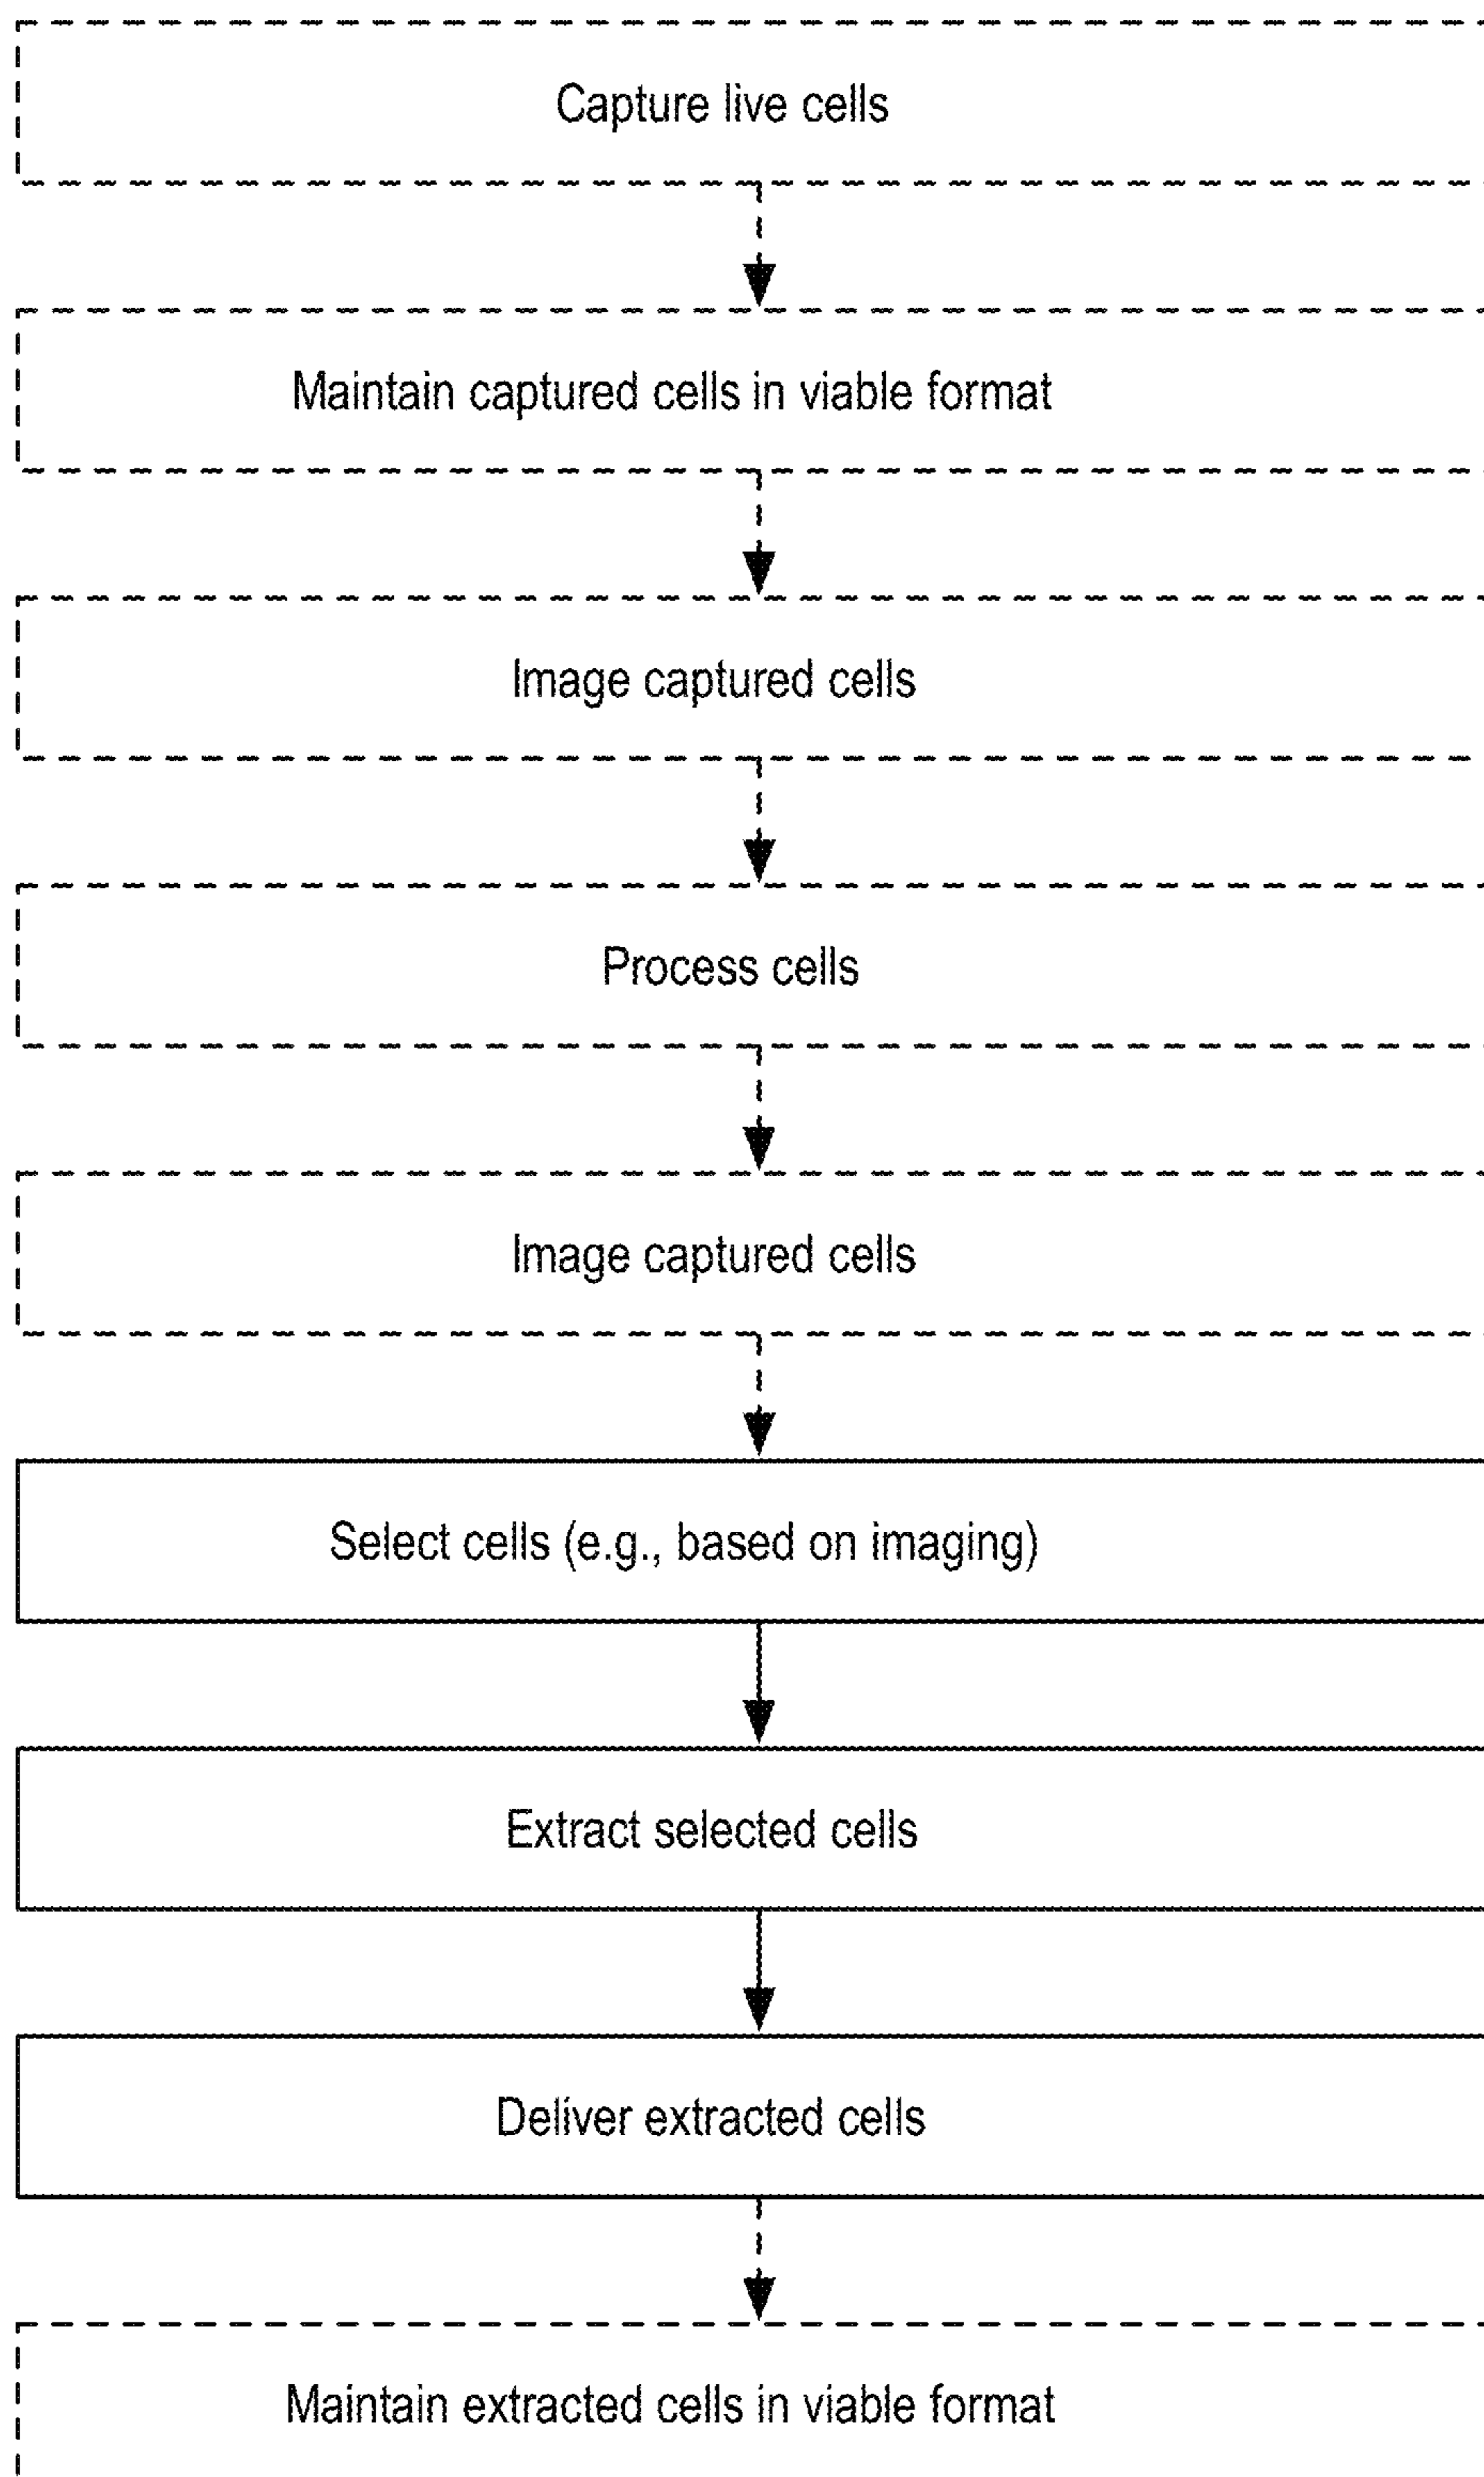 Capture live cells
Maintain captured cells in viable format
Image captured cells
Process cells
Image captured cells
Select cells (e.g., based on imaging)
Extract selected cells
Deliver extracted cells
Maintain extracted cells in viable format